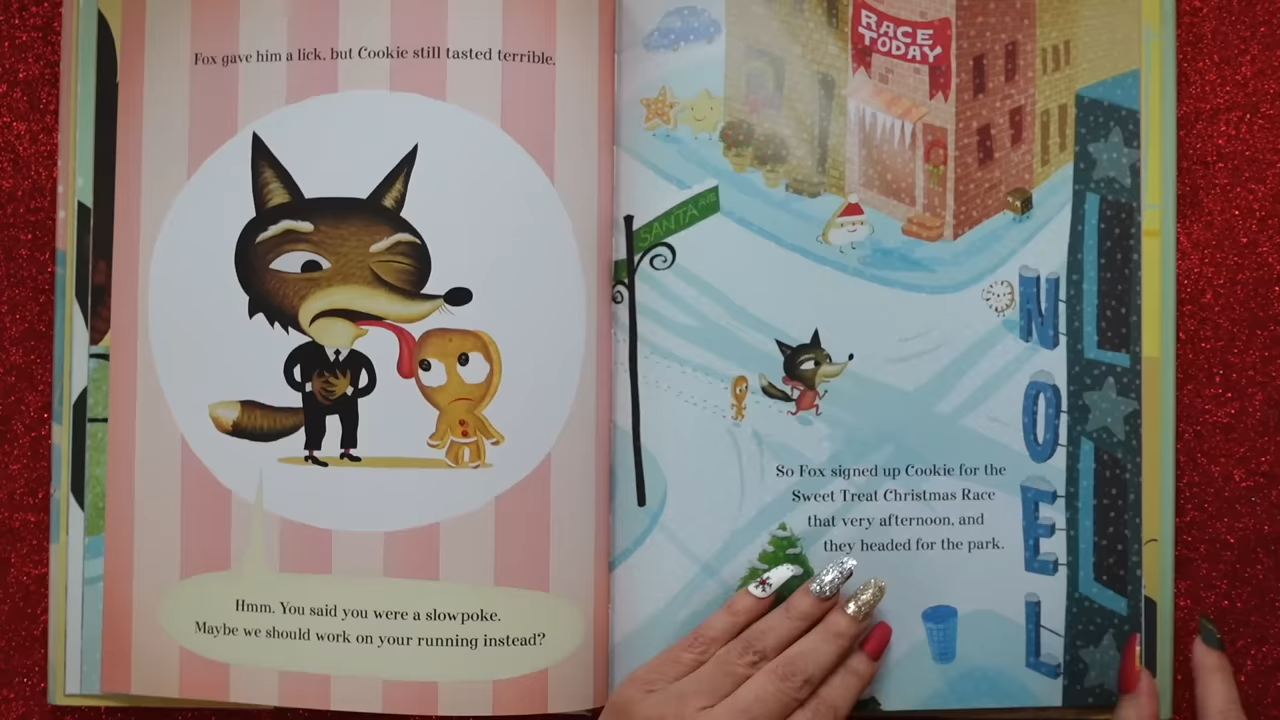 Fox gave him a lick, but Cookie still tasted terrible.
Hmm. You said you were a slowpoke.
Maybe we should work on your running instead?
RACE
TODAY
SANTA AVE
So Fox signed up Cookie for the
Sweet Treat Christmas Race
that very afternoon, and
they headed for the park.
NOEL